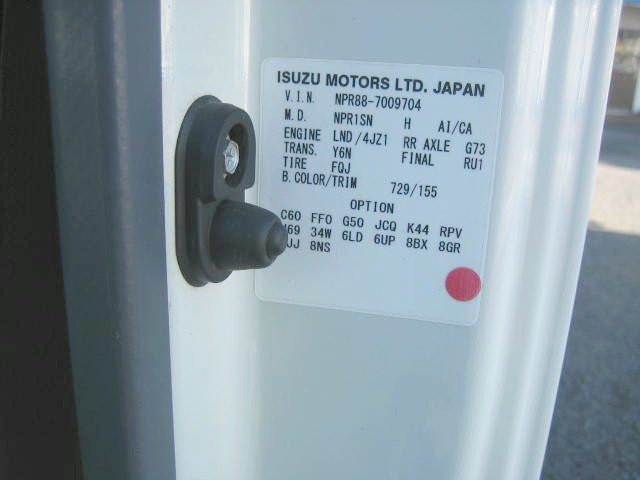 ISUZU MOTORS LTD. JAPAN
V.I.N. NPR88-7009704
M.D. NPR1SN H AI/CA
ENGINE LND/4JZ1 RR AXLE G73
TRANS. Y6N FINAL RU1
TIRE FQJ
B.COLOR/TRIM 729/155
OPTION
C60 FF0 G50 JCQ K44 RPV
34W 6LD 6UP 8BX 8GR
8NS